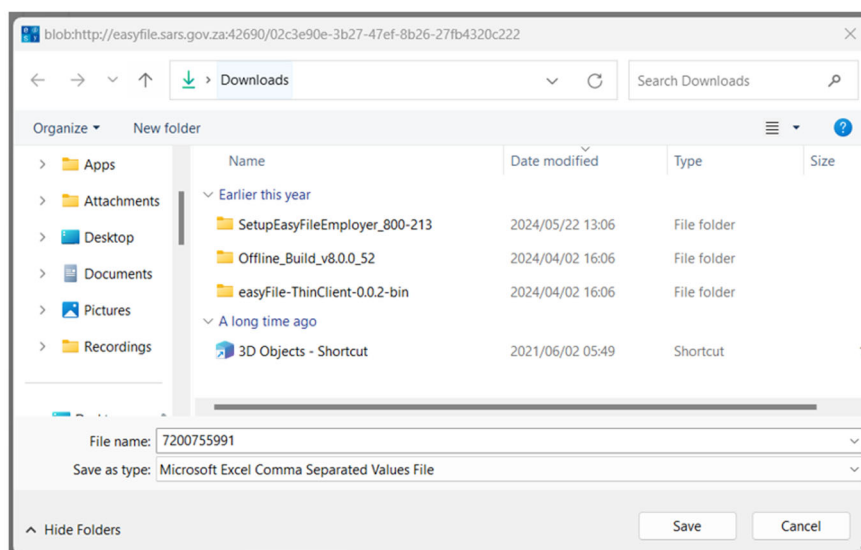 blob:http://easyfile.sars.gov.za:42690/02c3e90e-3b27-47ef-8b26-27fb4320c222
Downloads
Search Downloads
Organize
New folder
Name Date modified Type Size
Apps
Attachments
Desktop
Documents
Pictures
Recordings
Earlier this year
SetupEasyFileEmployer_800-213 2024/05/22 13:06 File folder
Offline_Build_v8.0.0_52 2024/04/02 16:06 File folder
easyFile-ThinClient-0.0.2-bin 2024/04/02 16:06 File folder
A long time ago
3D Objects - Shortcut 2021/06/02 05:49 Shortcut
File name: 7200755991
Save as type: Microsoft Excel Comma Separated Values File
Hide Folders
Save
Cancel